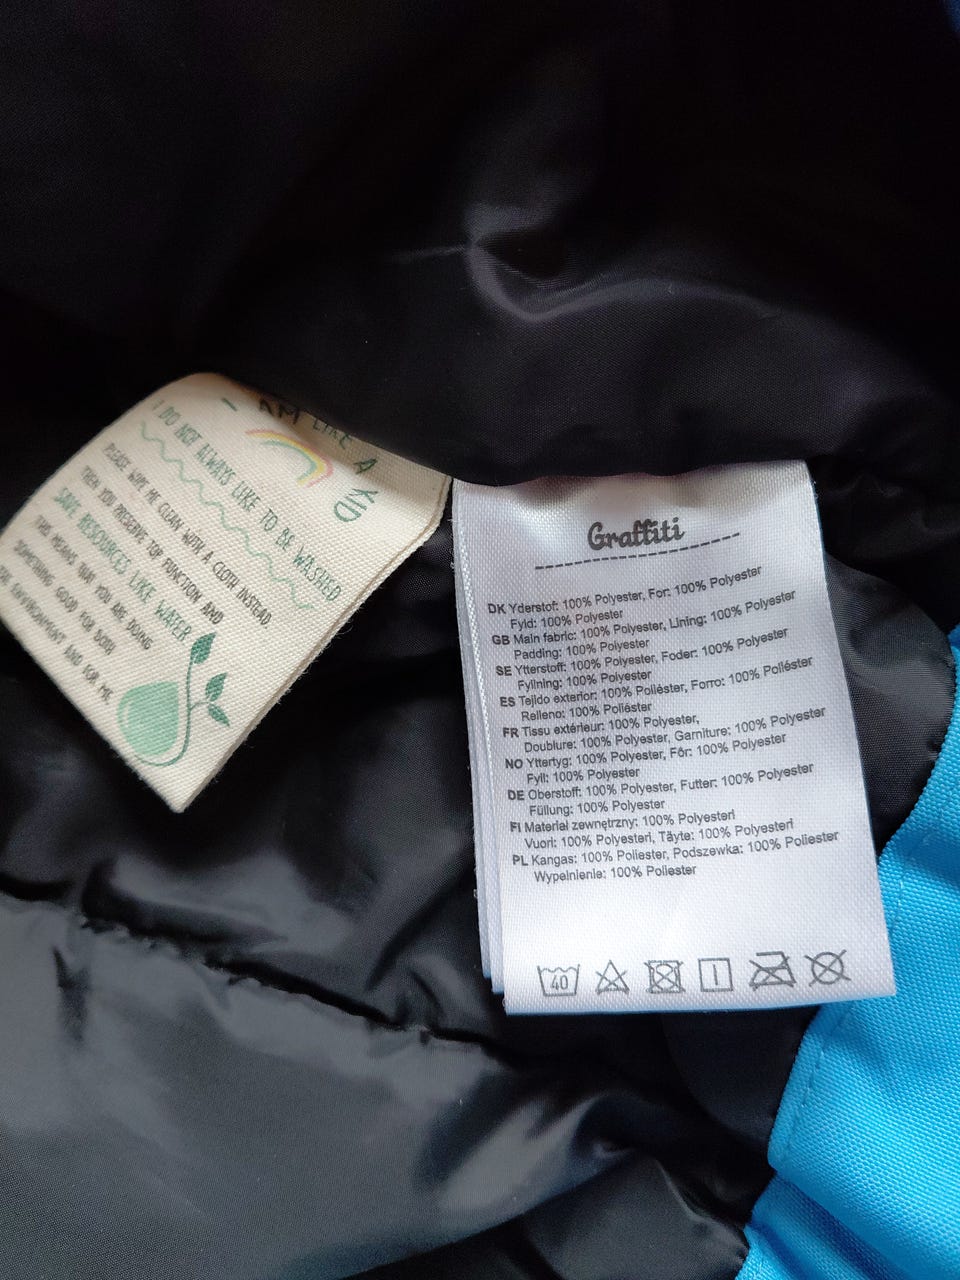 I AM LIKE A KID
I DO NOT ALWAYS LIKE TO BE WASHED
PLEASE WIPE ME CLEAN WITH A CLOTH INSTEAD
THEN YOU PRESERVE TOP FUNCTION AND
SAVE RESOURCES LIKE WATER
THIS MEANS THAT YOU ARE DOING
SOMETHING GOOD FOR BOTH
THE ENVIRONMENT AND FOR ME
Graffiti
DK Yderstof: 100% Polyester, For: 100% Polyester
Fyld: 100% Polyester
GB Main fabric: 100% Polyester, Lining: 100% Polyester
Padding: 100% Polyester
SE Ytterstoff: 100% Polyester, Foder: 100% Polyester
Fyllning: 100% Polyester
ES Tejido exterior: 100% Poliéster, Forro: 100% Poliéster
Relleno: 100% Poliéster
FR Tissu extérieur: 100% Polyester,
Doublure: 100% Polyester, Garniture: 100% Polyester
NO Yttertyg: 100% Polyester, Fôr: 100% Polyester
Fyll: 100% Polyester
DE Oberstoff: 100% Polyester, Futter: 100% Polyester
Füllung: 100% Polyester
FI Materiał zewnętrzny: 100% Polyesteri
Vuori: 100% Polyesteri, Täyte: 100% Polyesteri
PL Kangas: 100% Poliester, Podszewka: 100% Poliester
Wypełnienie: 100% Poliester
40